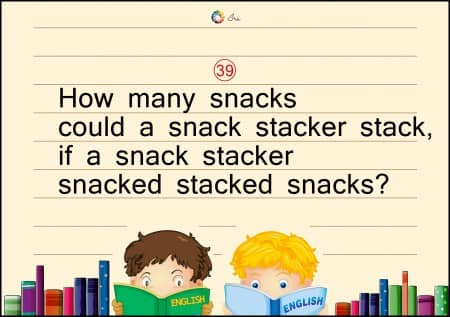 39
How many snacks
could a snack stacker stack,
if a snack stacker
snacked stacked snacks?
ENGLISH
ENGLISH